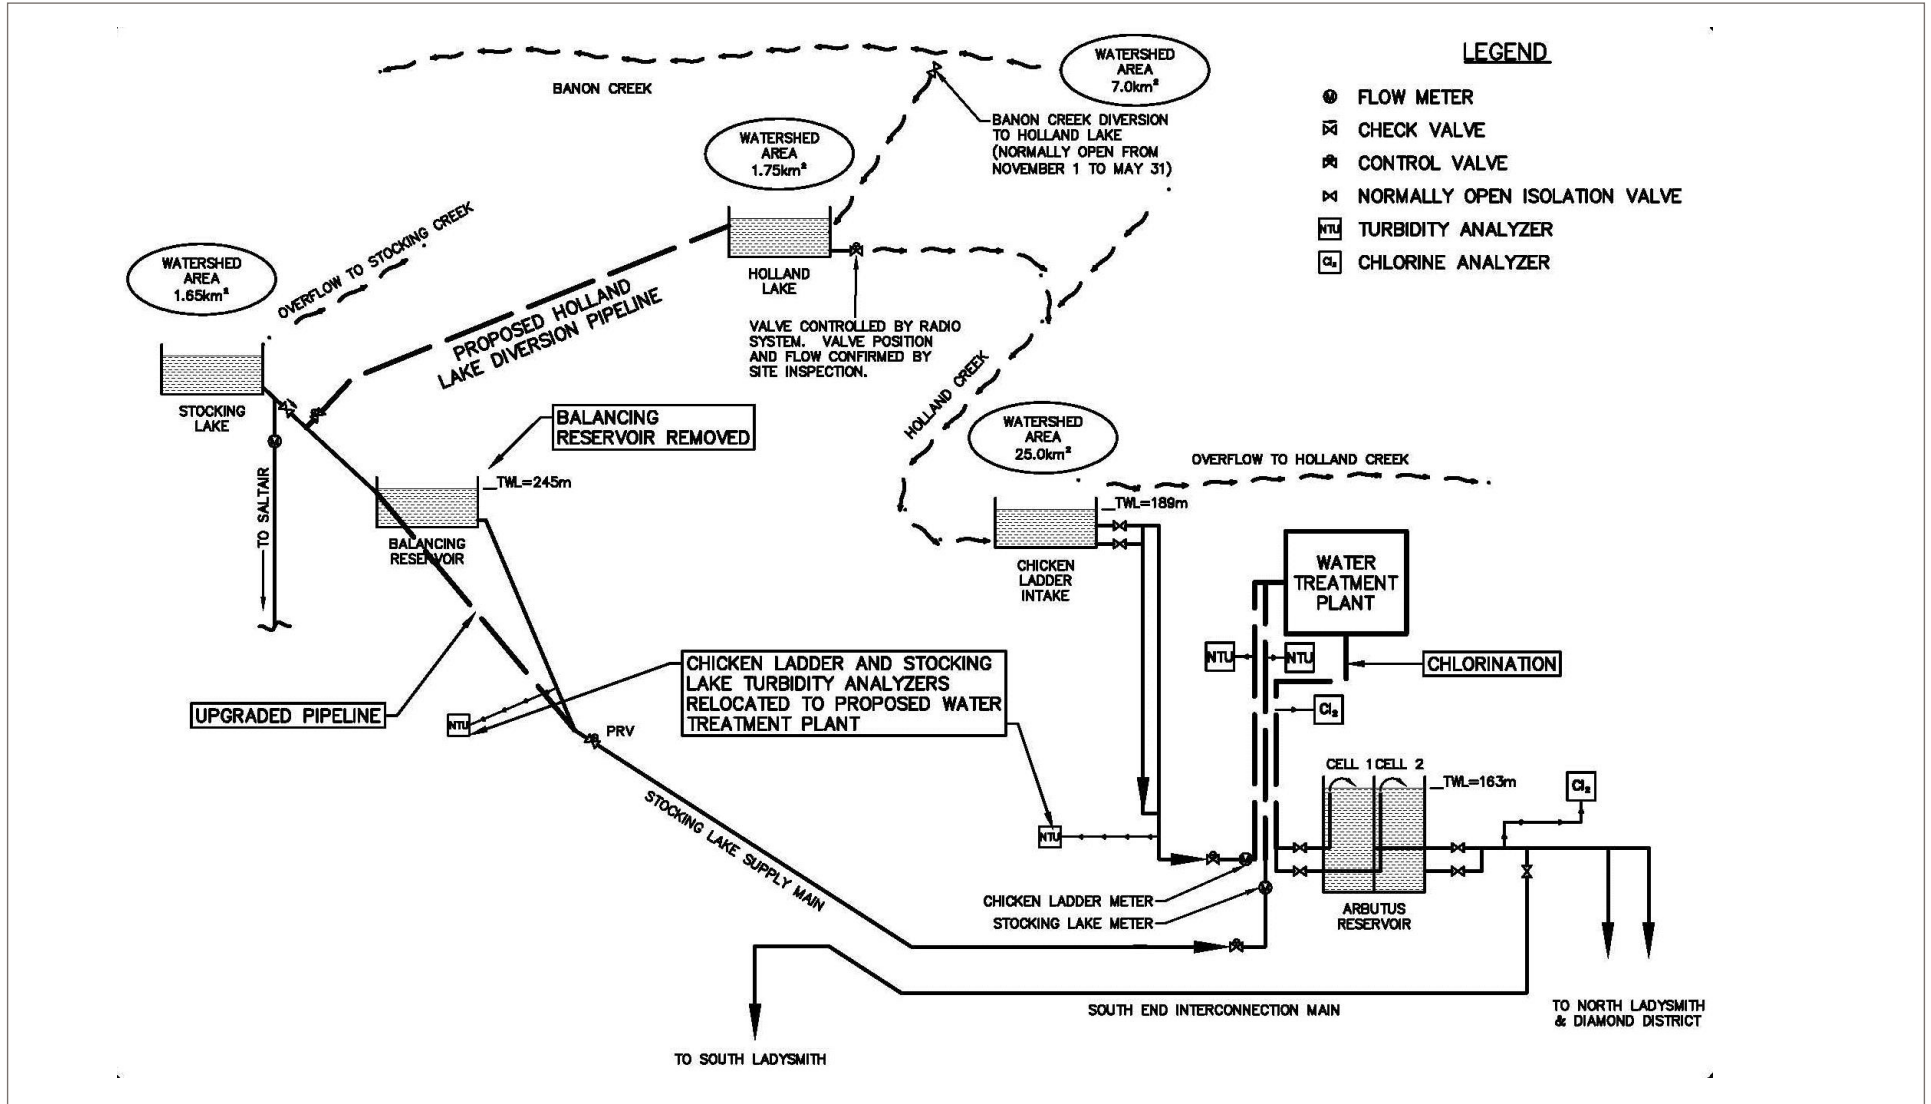 WATERSHED
AREA
7.0km²
BANON CREEK
BANON CREEK DIVERSION
TO HOLLAND LAKE
(NORMALLY OPEN FROM
NOVEMBER 1 TO MAY 31)
LEGEND
M FLOW METER
CHECK VALVE
CONTROL VALVE
NORMALLY OPEN ISOLATION VALVE
NTU TURBIDITY ANALYZER
Cl₂ CHLORINE ANALYZER
WATERSHED
AREA
1.75km²
HOLLAND
LAKE
VALVE CONTROLLED BY RADIO
SYSTEM. VALVE POSITION
AND FLOW CONFIRMED BY
SITE INSPECTION.
WATERSHED
AREA
1.65km²
OVERFLOW TO STOCKING CREEK
PROPOSED HOLLAND
LAKE DIVERSION PIPELINE
STOCKING
LAKE
M
TO SALTAIR
BALANCING
RESERVOIR REMOVED
TWL=245m
BALANCING
RESERVOIR
HOLLAND CREEK
WATERSHED
AREA
25.0km²
OVERFLOW TO HOLLAND CREEK
TWL=189m
CHICKEN
LADDER
INTAKE
WATER
TREATMENT
PLANT
NTU
NTU
CHLORINATION
Cl₂
UPGRADED PIPELINE
NTU
PRV
CHICKEN LADDER AND STOCKING
LAKE TURBIDITY ANALYZERS
RELOCATED TO PROPOSED WATER
TREATMENT PLANT
NTU
STOCKING LAKE SUPPLY MAIN
CELL 1 CELL 2
TWL=163m
Cl₂
M
CHICKEN LADDER METER
M
STOCKING LAKE METER
ARBUTUS
RESERVOIR
SOUTH END INTERCONNECTION MAIN
TO NORTH LADYSMITH
& DIAMOND DISTRICT
TO SOUTH LADYSMITH